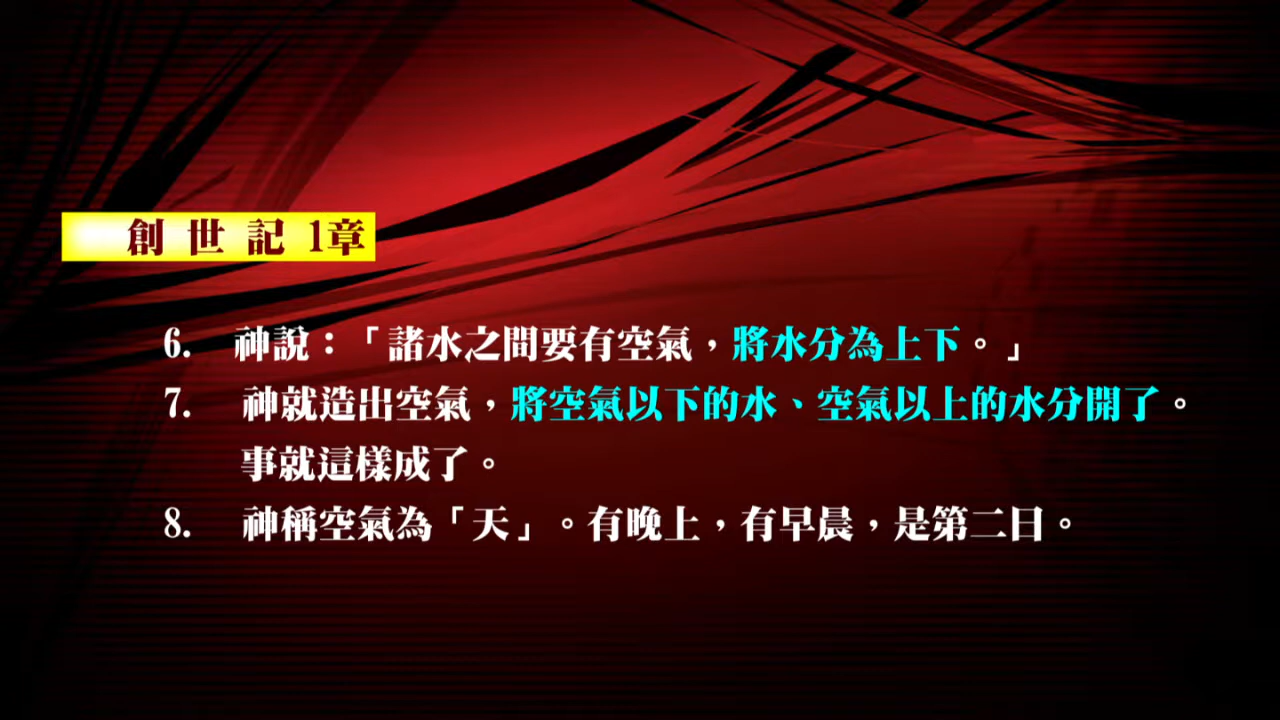 創 世 記 1章
6. 神說：「諸水之間要有空氣，將水分為上下。」
7. 神就造出空氣，將空氣以下的水、空氣以上的水分開了。
事就這樣成了。
8. 神稱空氣為「天」。有晚上，有早晨，是第二日。